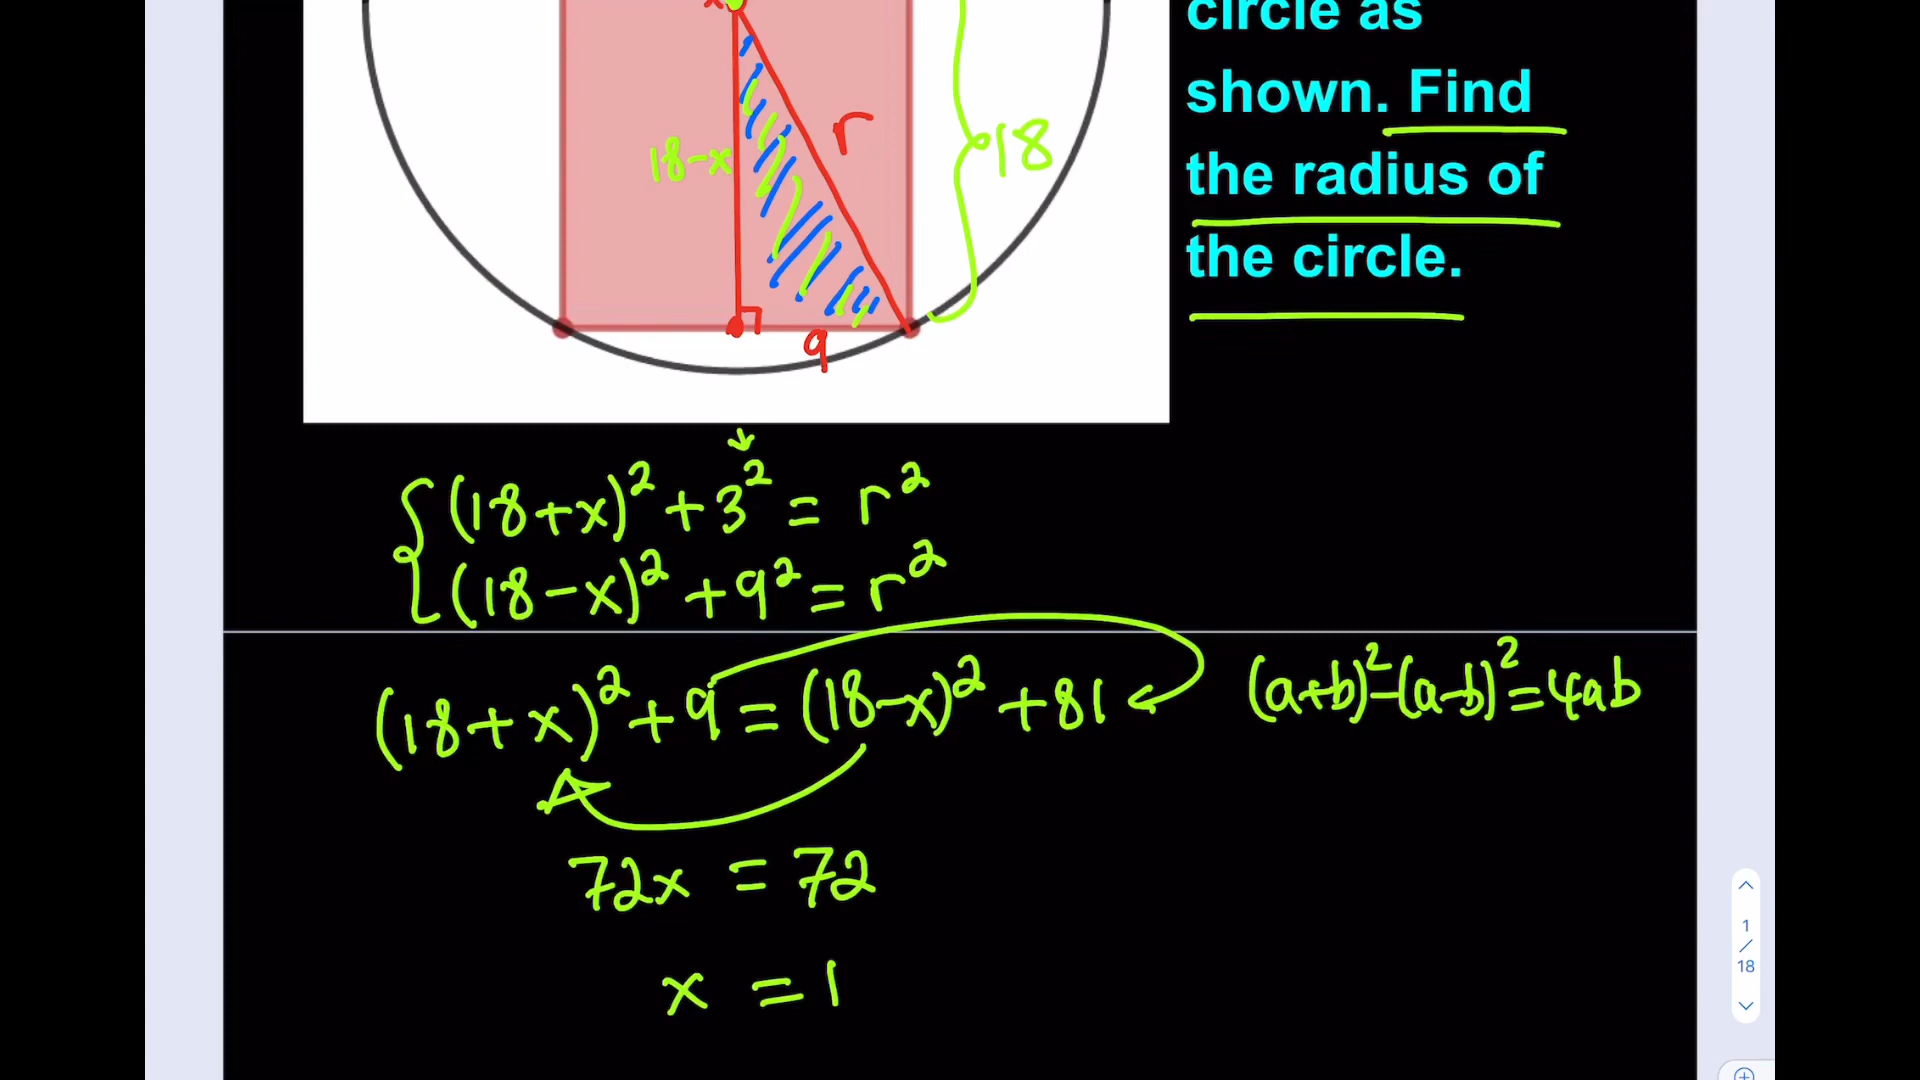 circle as
shown. Find
the radius of
the circle.
x
r
18-x
18
9
(18+x)² + 3² = r²
(18-x)² + 9² = r²
(18+x)² + 9 = (18-x)² + 81
(a+b)² - (a-b)² = 4ab
72x = 72
x = 1
1
/
18